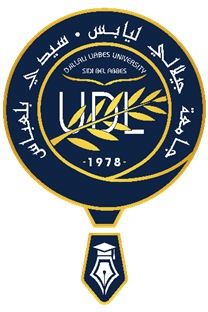 جامعة جيلالي ليابس • سيدي بلعباس
DJILLALI LIABES UNIVERSITY
SIDI BEL ABBES
UDL
-1978-